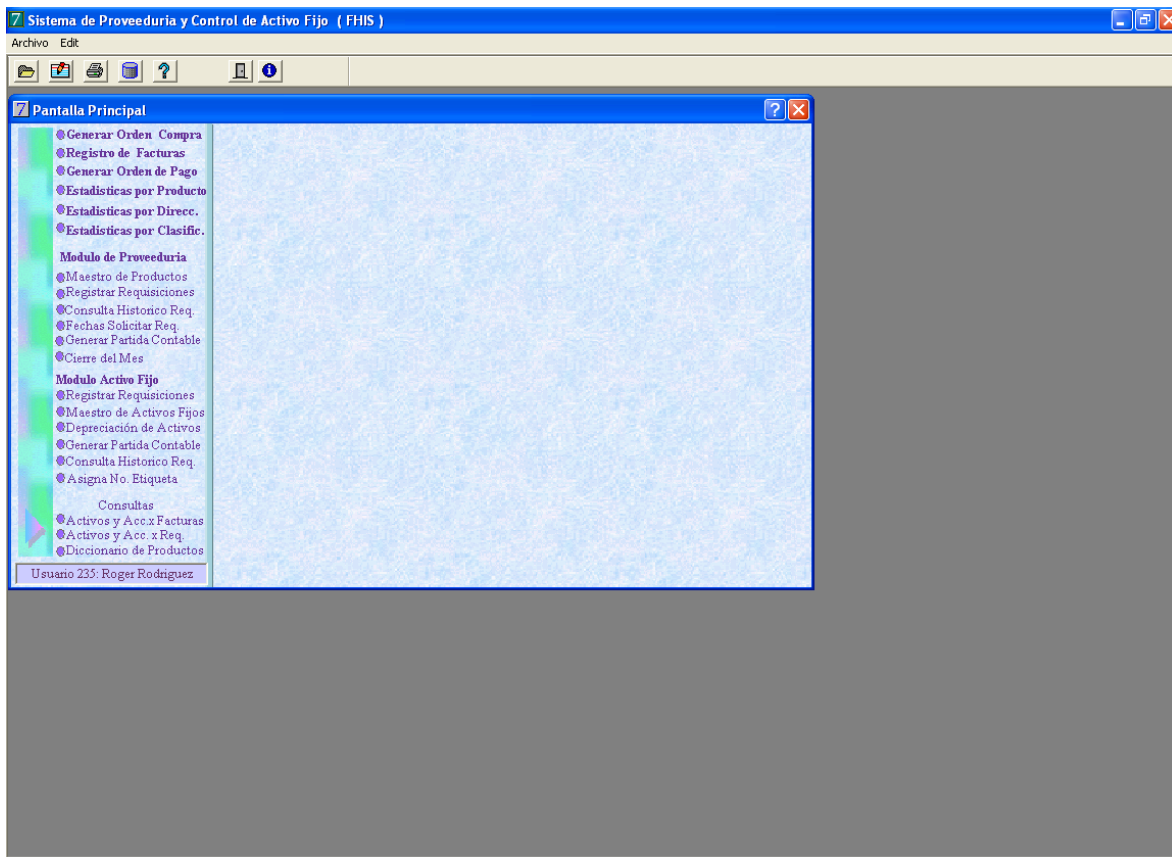 Sistema de Proveeduria y Control de Activo Fijo ( FHIS )
Archivo Edit
Pantalla Principal
Generar Orden Compra
Registro de Facturas
Generar Orden de Pago
Estadisticas por Producto
Estadisticas por Direcc.
Estadisticas por Clasific.
Modulo de Proveeduria
Maestro de Productos
Registrar Requisiciones
Consulta Historico Req.
Fechas Solicitar Req.
Generar Partida Contable
Cierre del Mes
Modulo Activo Fijo
Registrar Requisiciones
Maestro de Activos Fijos
Depreciación de Activos
Generar Partida Contable
Consulta Historico Req.
Asigna No. Etiqueta
Consultas
Activos y Acc.x Facturas
Activos y Acc. x Req.
Diccionario de Productos
Usuario 235: Roger Rodriguez